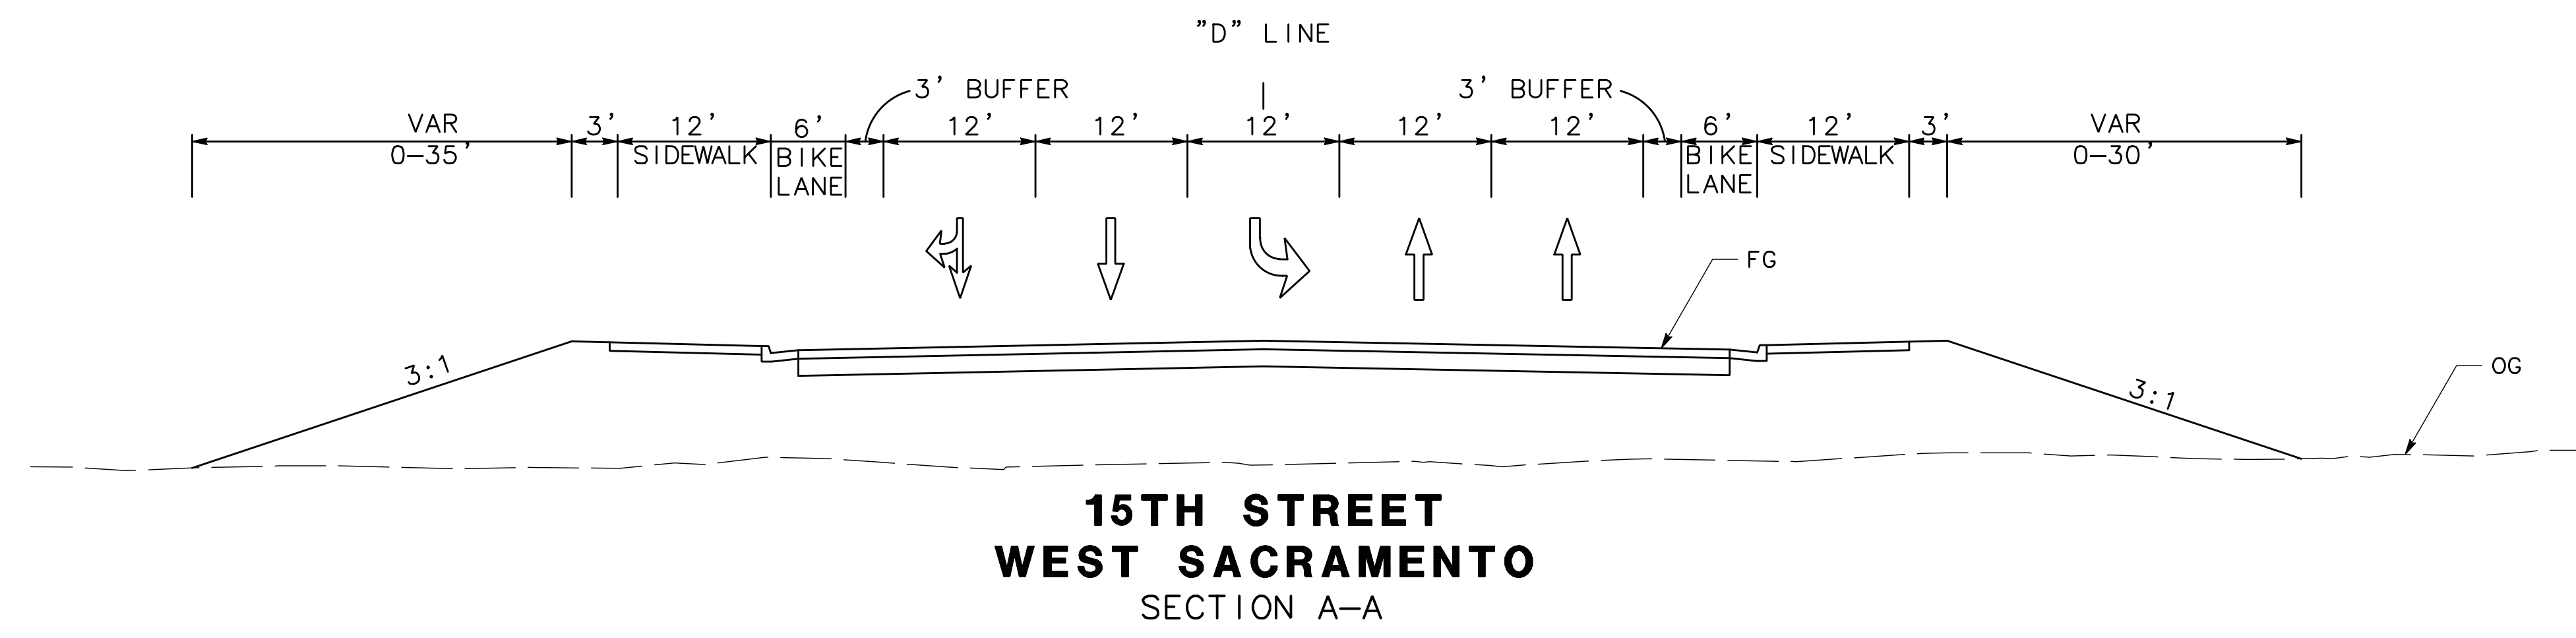 "D" LINE
3' BUFFER 3' BUFFER
VAR 3' 12' 6' 12' 12' 12' 12' 12' 6' 12' 3' VAR
0-35' SIDEWALK BIKE BIKE SIDEWALK 0-30'
LANE LANE
FG
3:1 OG
3:1
15TH STREET
WEST SACRAMENTO
SECTION A-A